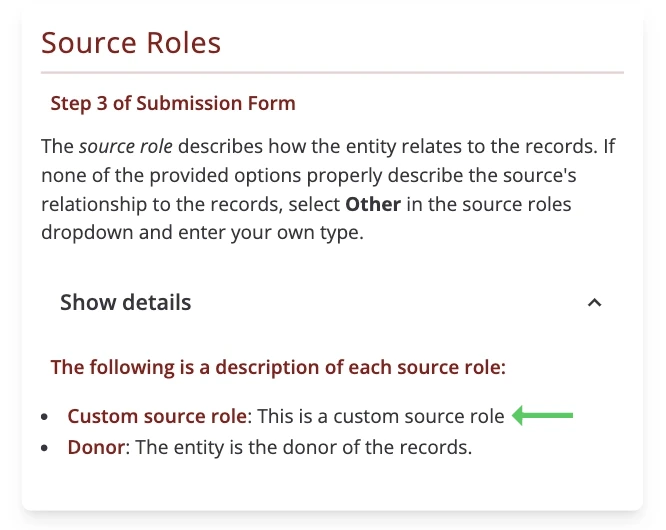 Source Roles
Step 3 of Submission Form
The source role describes how the entity relates to the records. If
none of the provided options properly describe the source's
relationship to the records, select Other in the source roles
dropdown and enter your own type.
Show details
The following is a description of each source role:
• Custom source role: This is a custom source role
• Donor: The entity is the donor of the records.